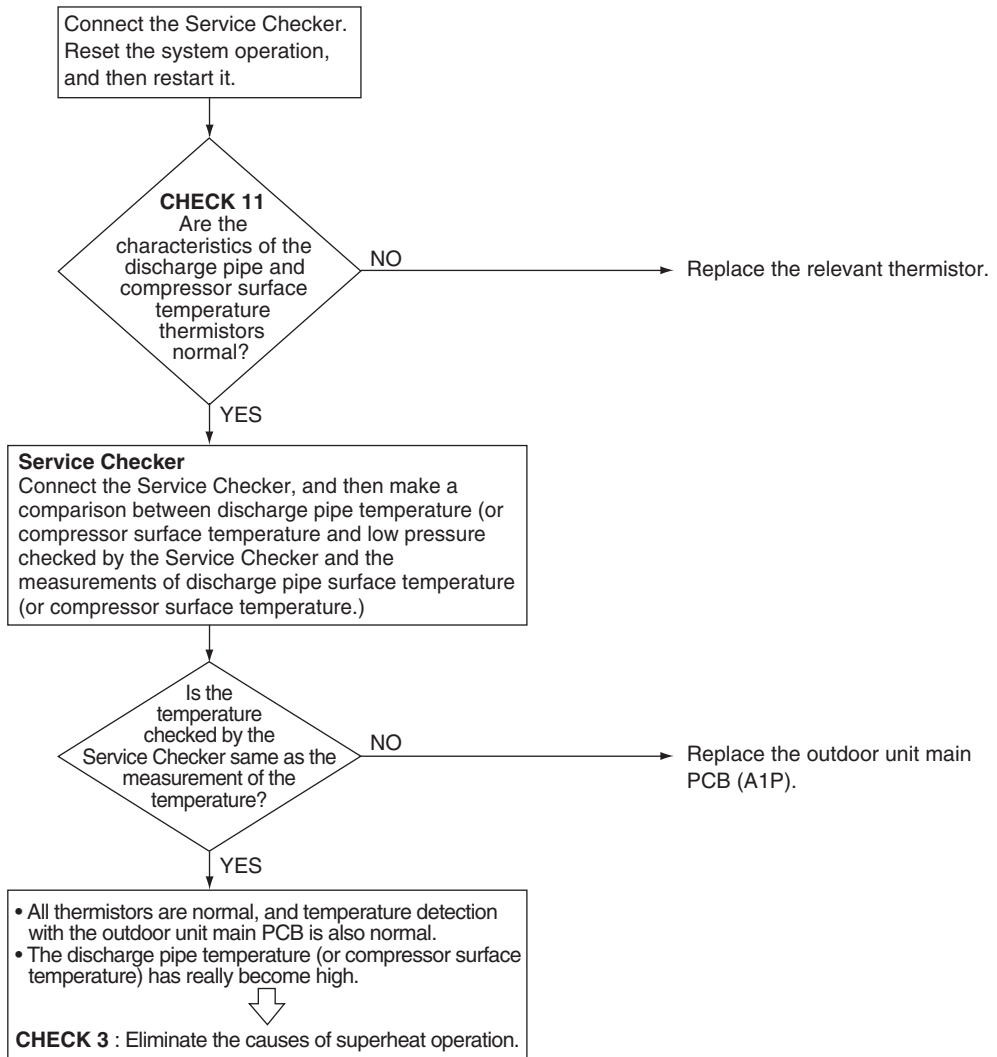 Connect the Service Checker.
Reset the system operation,
and then restart it.
CHECK 11
Are the
characteristics of the
discharge pipe and
compressor surface
temperature
thermistors
normal?
NO
Replace the relevant thermistor.
YES
Service Checker
Connect the Service Checker, and then make a
comparison between discharge pipe temperature (or
compressor surface temperature and low pressure
checked by the Service Checker and the
measurements of discharge pipe surface temperature
(or compressor surface temperature.)
Is the
temperature
checked by the
Service Checker same as the
measurement of the
temperature?
NO
Replace the outdoor unit main
PCB (A1P).
YES
• All thermistors are normal, and temperature detection
with the outdoor unit main PCB is also normal.
• The discharge pipe temperature (or compressor surface
temperature) has really become high.
CHECK 3 : Eliminate the causes of superheat operation.